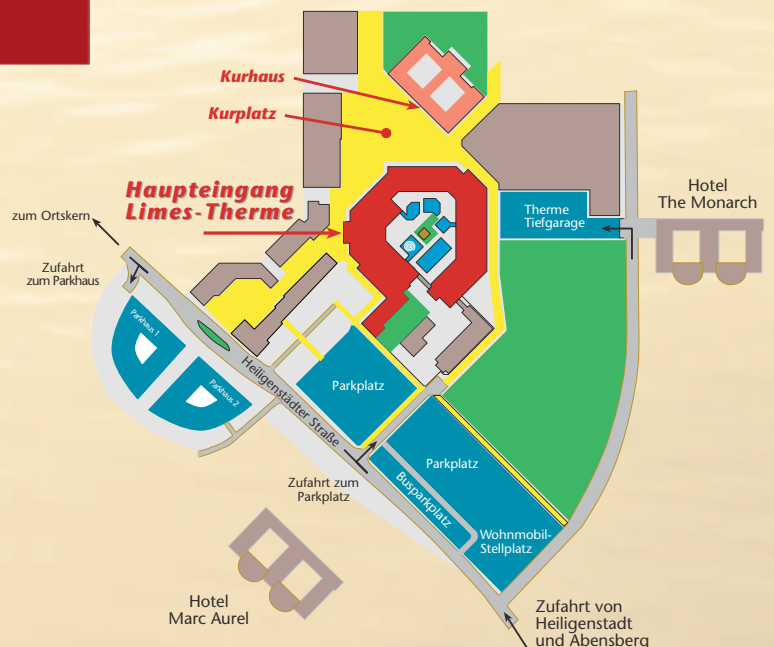 Kurhaus
Kurplatz
Haupteingang
Limes-Therme
zum Ortskern
Zufahrt
zum Parkhaus
Parkhaus 1
Parkhaus 2
Heiligenstädter Straße
Therme
Tiefgarage
Hotel
The Monarch
Parkplatz
Parkplatz
Busparkplatz
Wohnmobil-
Stellplatz
Zufahrt zum
Parkplatz
Hotel
Marc Aurel
Zufahrt von
Heiligenstadt
und Abensberg